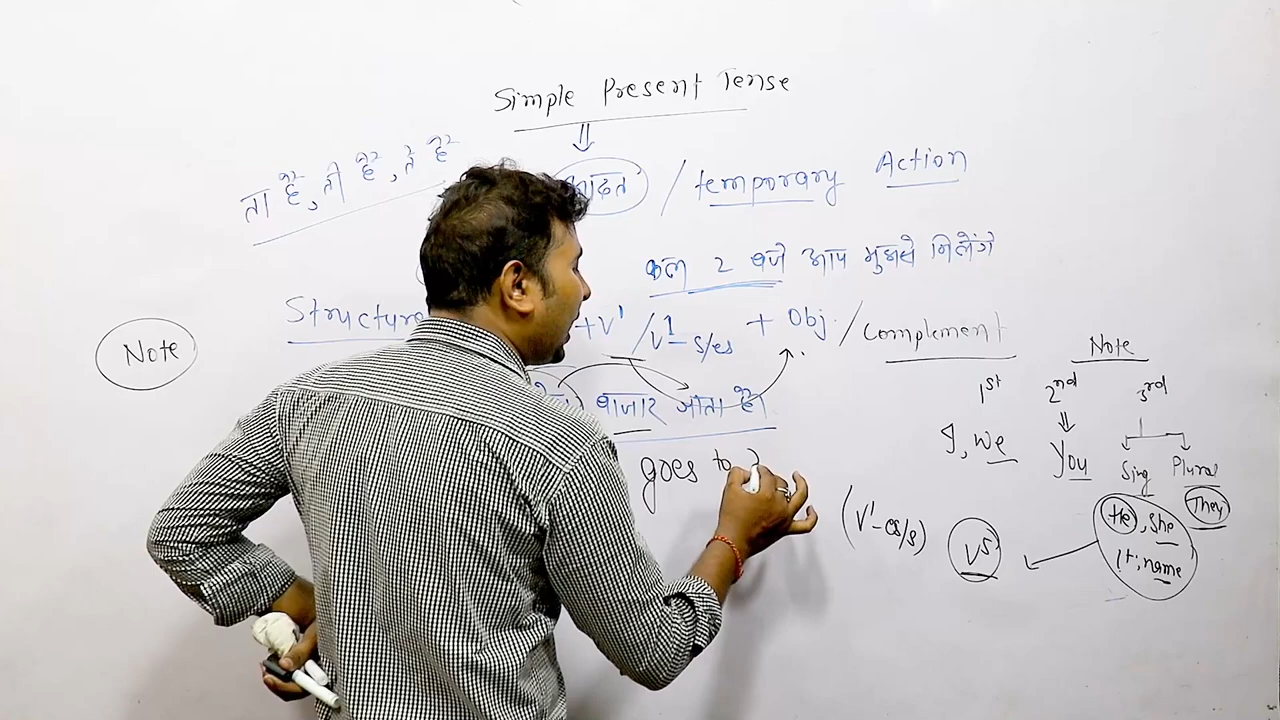 Simple Present Tense
ता है, ती है, ते है
/ temporary Action
कल 2 बजे आप मुझसे मिलेंगे
Structure +V¹ /V¹ s/es + Obj. / Complement
Note
बाजार जाता है।
goes to
Note
1st 2nd 3rd
I, we You Sing Plural
He, She They
It, name
(V¹-es/s) V⁵